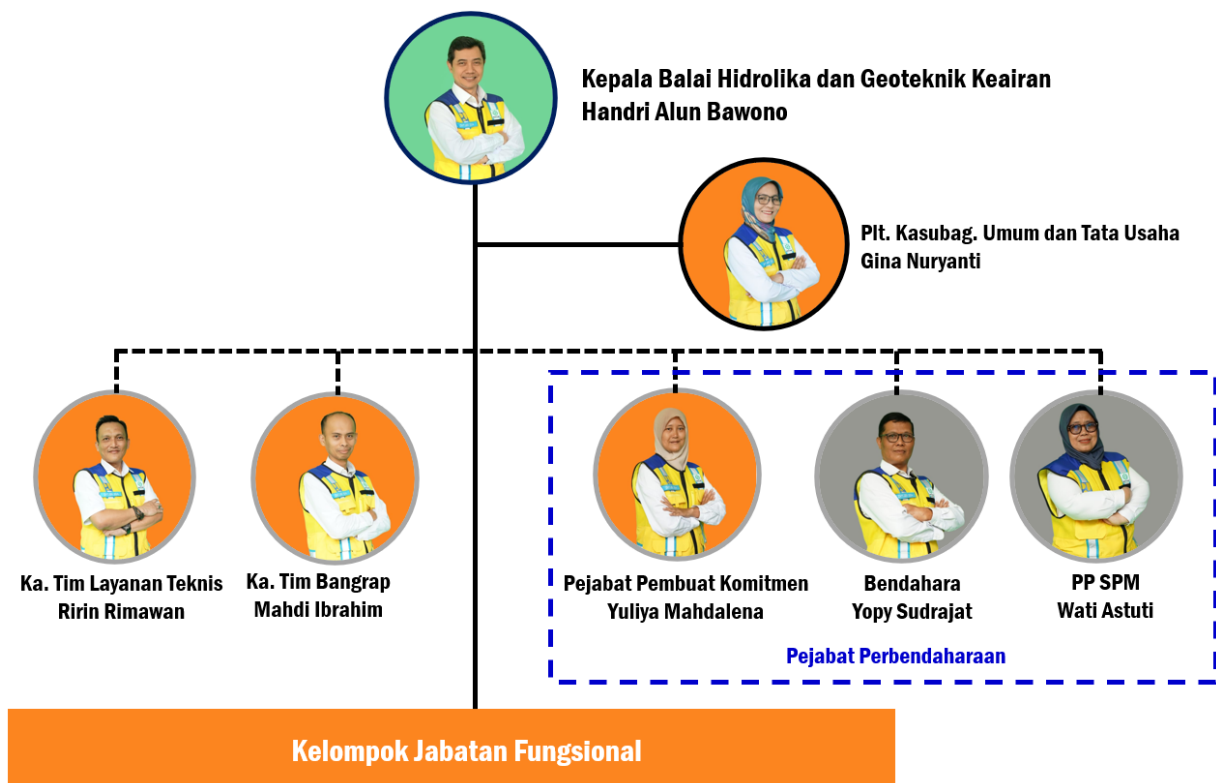 Kepala Balai Hidrolika dan Geoteknik Keairan
Handri Alun Bawono
Plt. Kasubag. Umum dan Tata Usaha
Gina Nuryanti
Ka. Tim Layanan Teknis
Ririn Rimawan
Ka. Tim Bangrap
Mahdi Ibrahim
Pejabat Pembuat Komitmen
Yuliya Mahdalena
Bendahara
Yopy Sudrajat
PP SPM
Wati Astuti
Pejabat Perbendaharaan
Kelompok Jabatan Fungsional